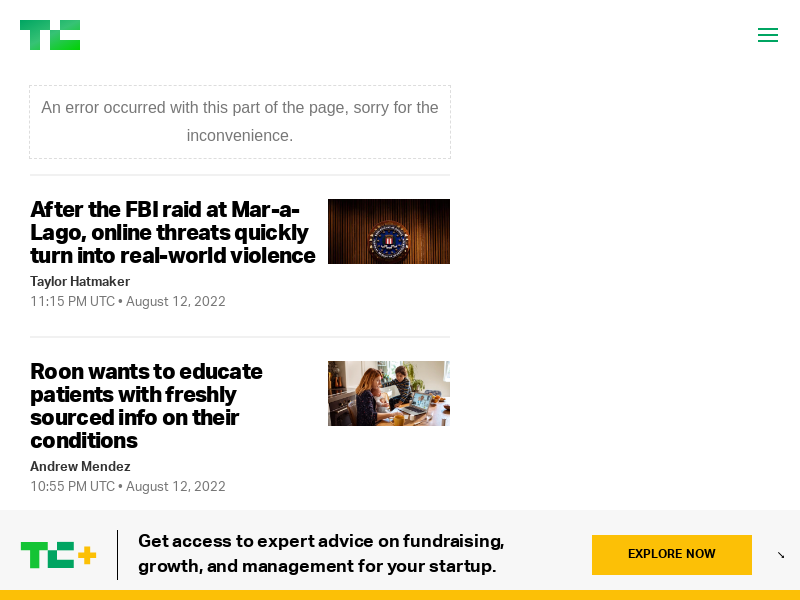 TC
An error occurred with this part of the page, sorry for the
inconvenience.
After the FBI raid at Mar-a-
Lago, online threats quickly
turn into real-world violence
Taylor Hatmaker
11:15 PM UTC • August 12, 2022
Roon wants to educate
patients with freshly
sourced info on their
conditions
Andrew Mendez
10:55 PM UTC • August 12, 2022
TC+
Get access to expert advice on fundraising,
growth, and management for your startup.
EXPLORE NOW